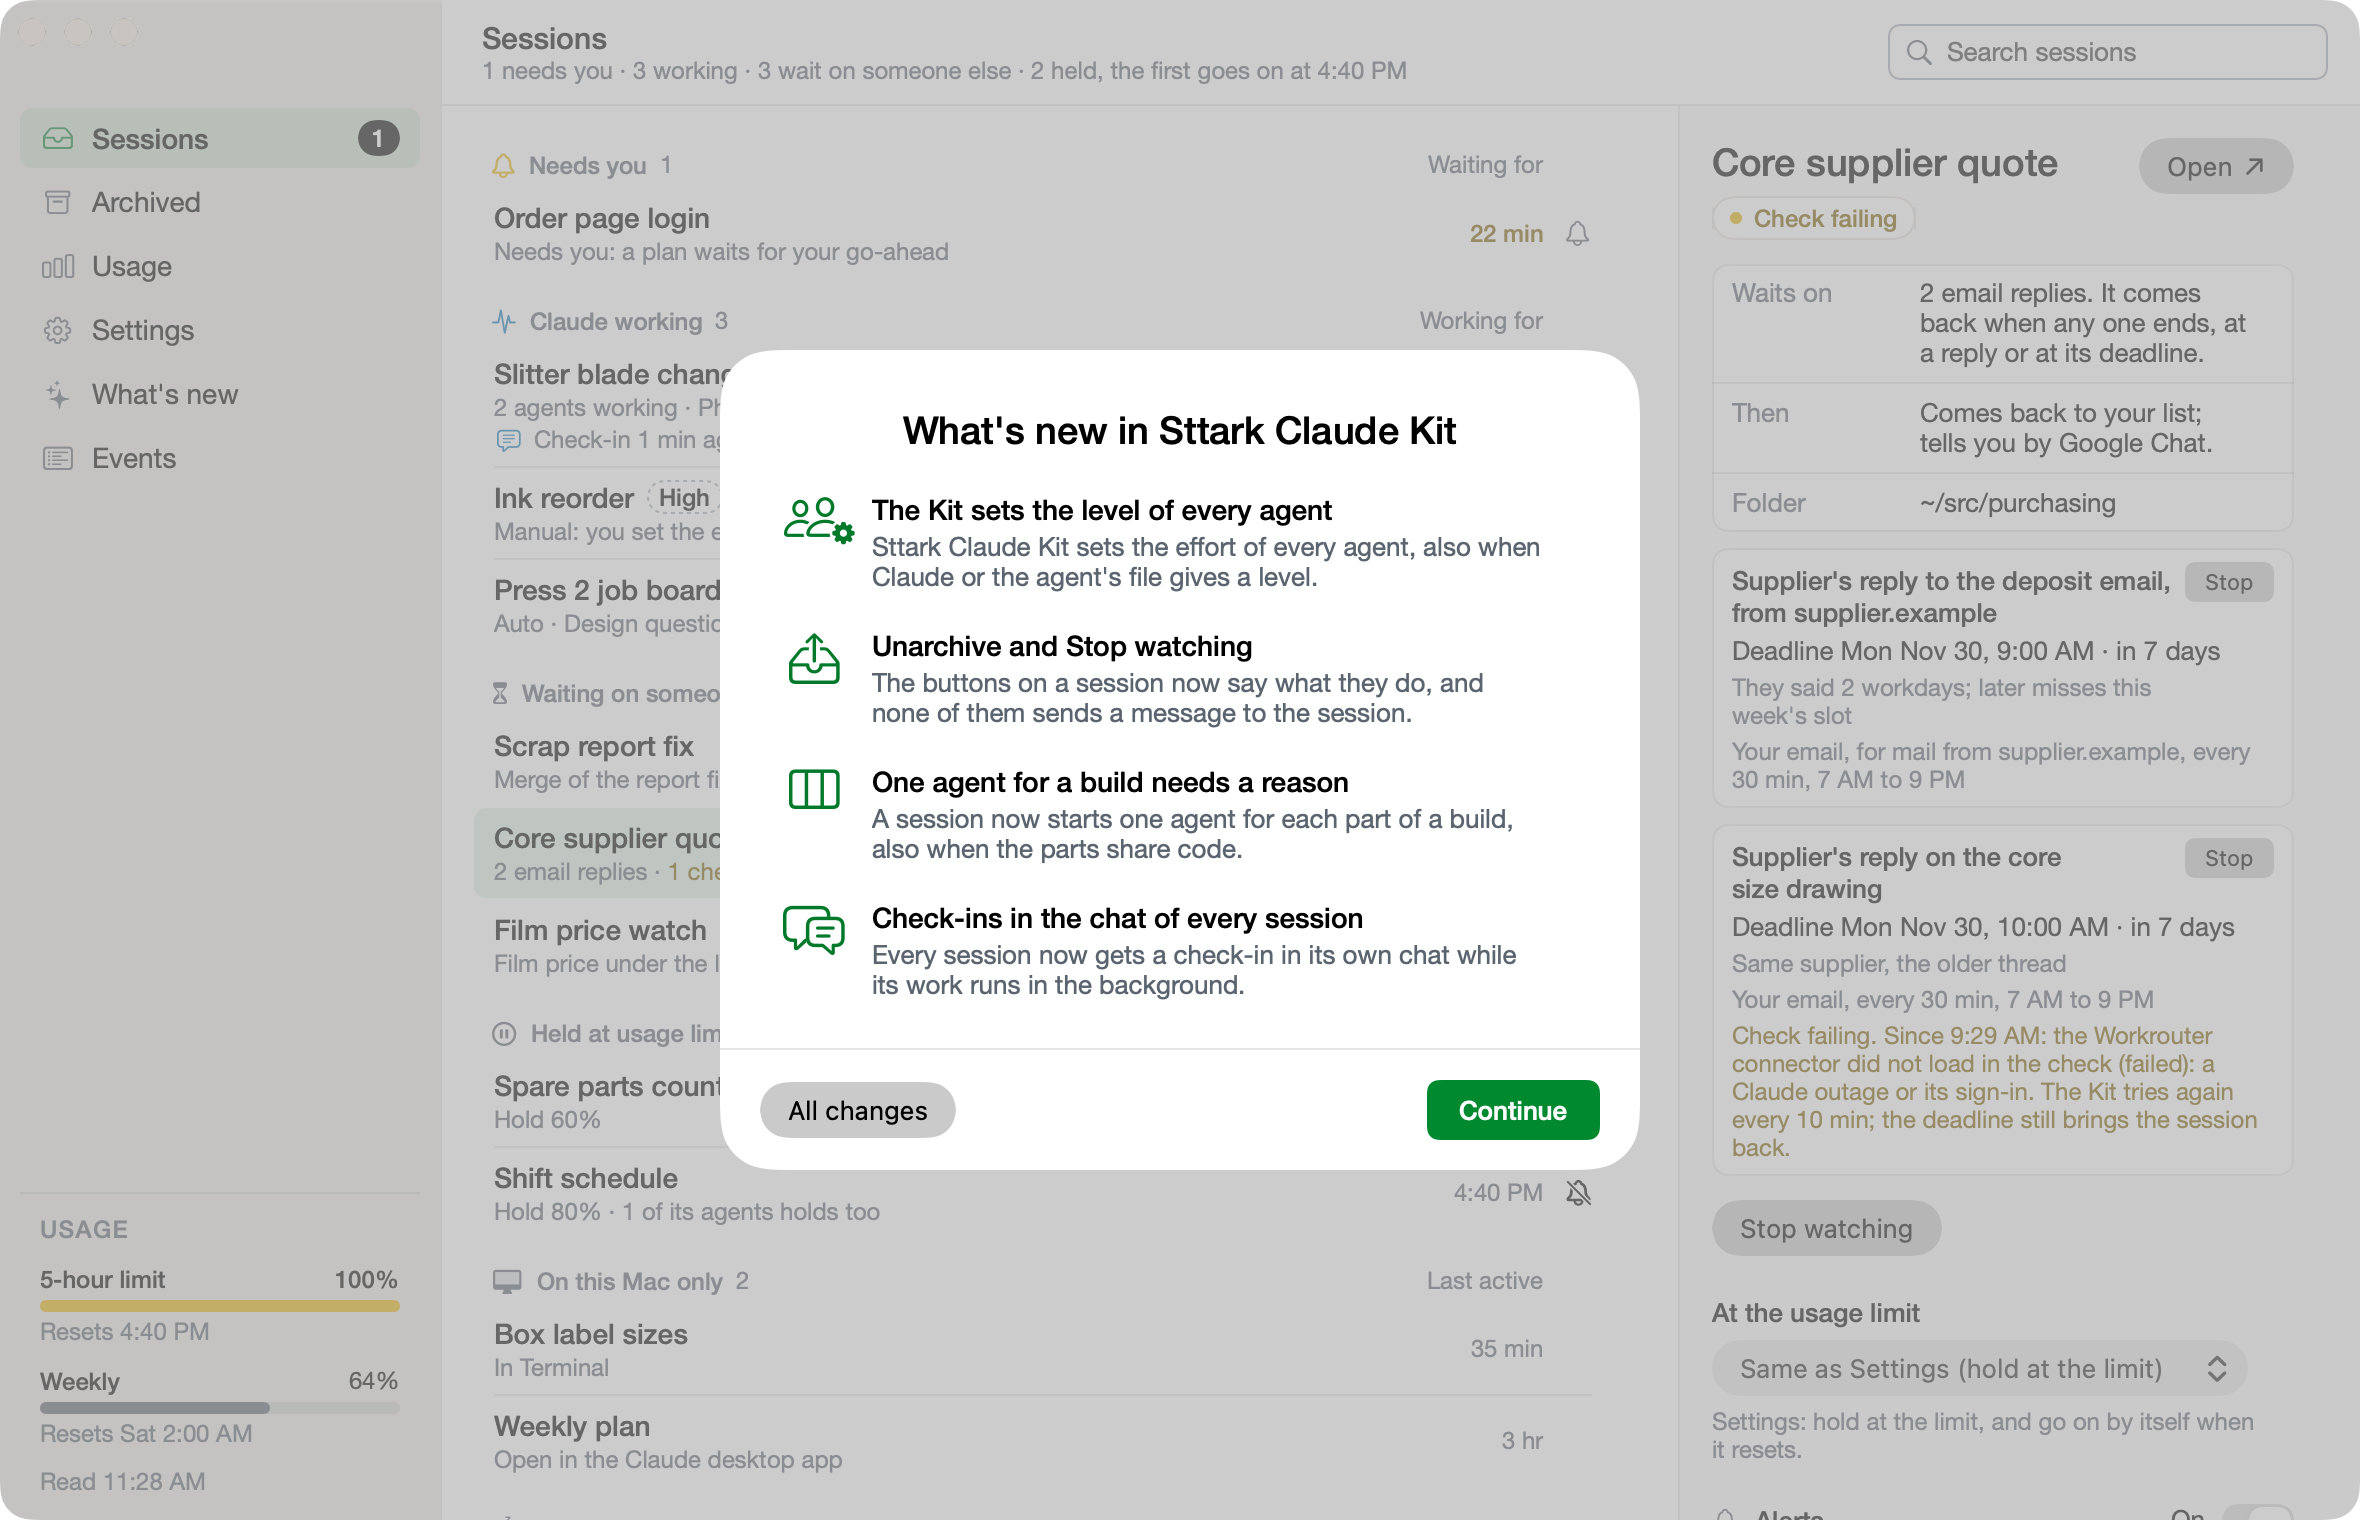 Sessions
1 needs you · 3 working · 3 wait on someone else · 2 held, the first goes on at 4:40 PM
Search sessions
Sessions 1
Archived
Usage
Settings
What's new
Events
USAGE
5-hour limit 100%
Resets 4:40 PM
Weekly 64%
Resets Sat 2:00 AM
Read 11:28 AM
Needs you 1 Waiting for
Order page login
Needs you: a plan waits for your go-ahead
22 min
Claude working 3 Working for
Slitter blade
2 agents working ·
Check-in 1 min
Ink reorder High
Manual: you set the
Press 2 job board
Auto · Design
Waiting on
Scrap report fix
Merge of the report
Core supplier
2 email replies · 1
Film price watch
Film price under the
Held at usage
Spare parts count
Hold 60%
Shift schedule
Hold 80% · 1 of its agents holds too
4:40 PM
On this Mac only 2 Last active
Box label sizes
In Terminal
35 min
Weekly plan
Open in the Claude desktop app
3 hr
What's new in Sttark Claude Kit
The Kit sets the level of every agent
Sttark Claude Kit sets the effort of every agent, also when
Claude or the agent's file gives a level.
Unarchive and Stop watching
The buttons on a session now say what they do, and
none of them sends a message to the session.
One agent for a build needs a reason
A session now starts one agent for each part of a build,
also when the parts share code.
Check-ins in the chat of every session
Every session now gets a check-in in its own chat while
its work runs in the background.
All changes
Continue
Core supplier quote
Open
Check failing
Waits on 2 email replies. It comes
back when any one ends, at
a reply or at its deadline.
Then Comes back to your list;
tells you by Google Chat.
Folder ~/src/purchasing
Supplier's reply to the deposit email, Stop
from supplier.example
Deadline Mon Nov 30, 9:00 AM · in 7 days
They said 2 workdays; later misses this
week's slot
Your email, for mail from supplier.example, every
30 min, 7 AM to 9 PM
Supplier's reply on the core Stop
size drawing
Deadline Mon Nov 30, 10:00 AM · in 7 days
Same supplier, the older thread
Your email, every 30 min, 7 AM to 9 PM
Check failing. Since 9:29 AM: the Workrouter
connector did not load in the check (failed): a
Claude outage or its sign-in. The Kit tries again
every 10 min; the deadline still brings the session
back.
Stop watching
At the usage limit
Same as Settings (hold at the limit)
Settings: hold at the limit, and go on by itself when
it resets.
Alerts On